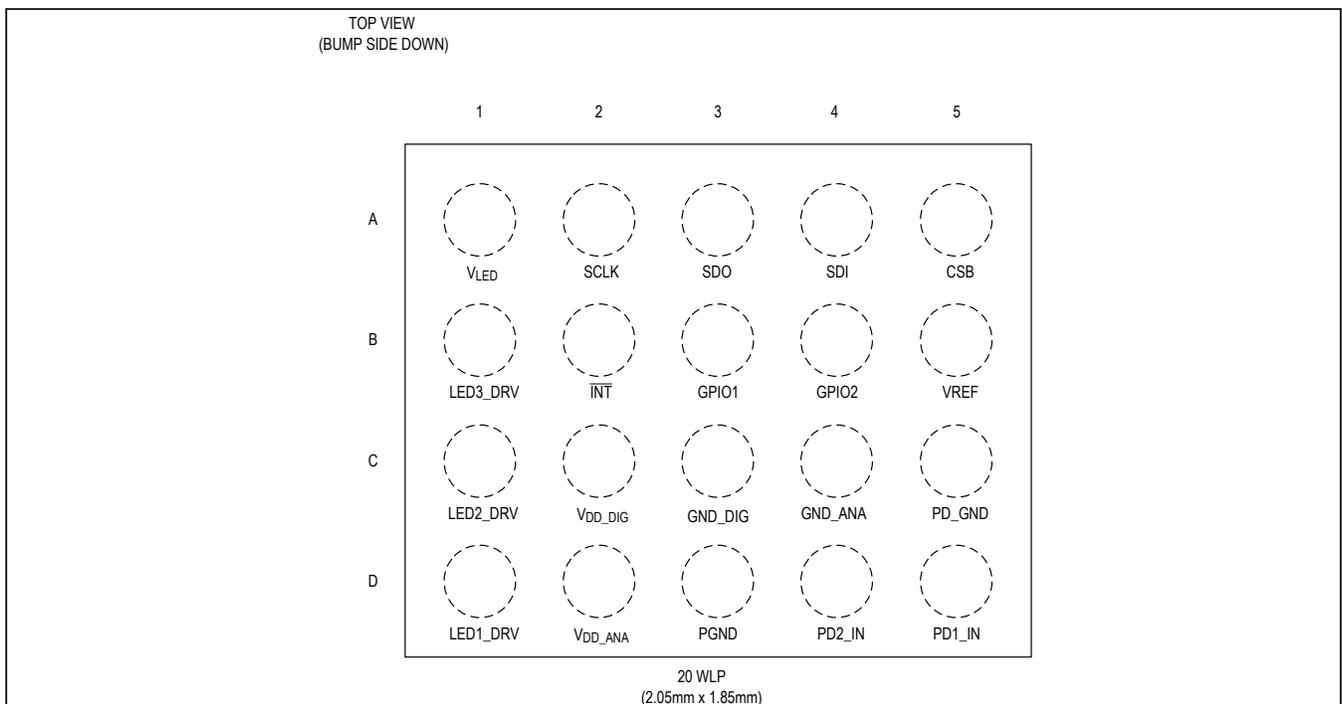 TOP VIEW
(BUMP SIDE DOWN)
1 2 3 4 5
A
VLED SCLK SDO SDI CSB
B
LED3_DRV INT GPIO1 GPIO2 VREF
C
LED2_DRV VDD_DIG GND_DIG GND_ANA PD_GND
D
LED1_DRV VDD_ANA PGND PD2_IN PD1_IN
20 WLP
(2.05mm x 1.85mm)